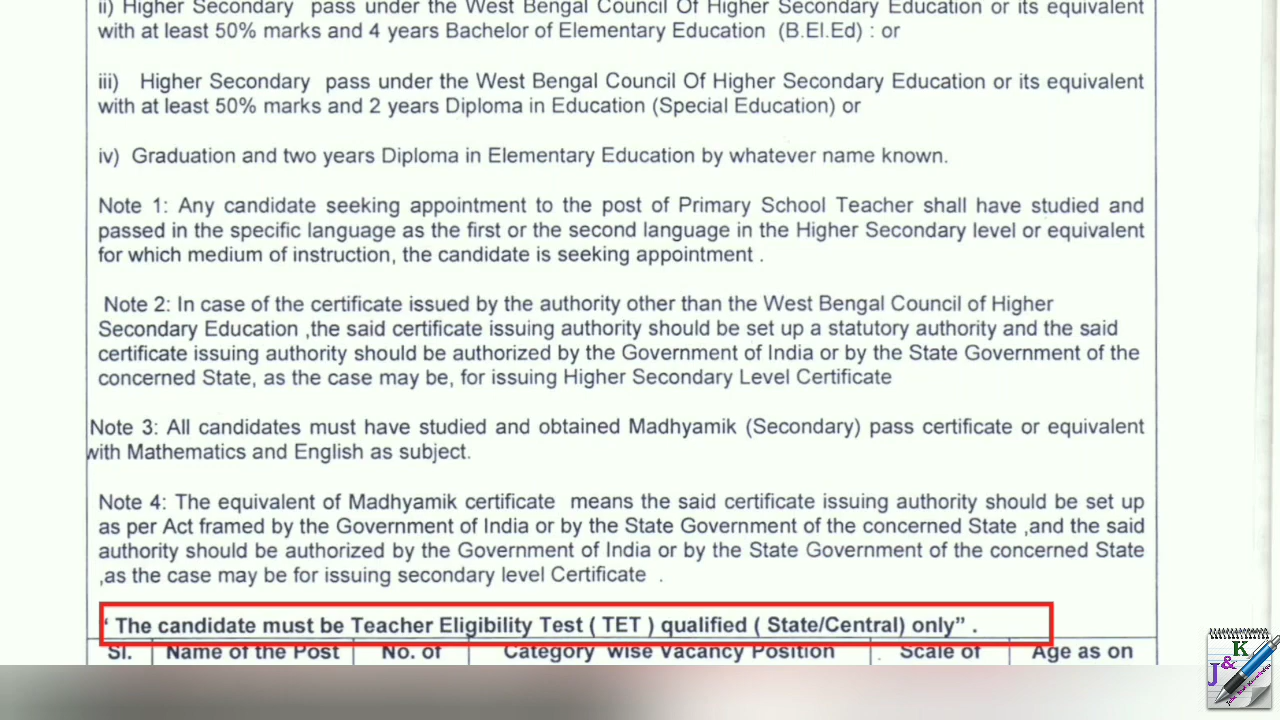 ii) Higher Secondary pass under the West Bengal Council Of Higher Secondary Education or its equivalent
with at least 50% marks and 4 years Bachelor of Elementary Education (B.El.Ed) : or
iii) Higher Secondary pass under the West Bengal Council Of Higher Secondary Education or its equivalent
with at least 50% marks and 2 years Diploma in Education (Special Education) or
iv) Graduation and two years Diploma in Elementary Education by whatever name known.
Note 1: Any candidate seeking appointment to the post of Primary School Teacher shall have studied and
passed in the specific language as the first or the second language in the Higher Secondary level or equivalent
for which medium of instruction, the candidate is seeking appointment .
Note 2: In case of the certificate issued by the authority other than the West Bengal Council of Higher
Secondary Education ,the said certificate issuing authority should be set up a statutory authority and the said
certificate issuing authority should be authorized by the Government of India or by the State Government of the
concerned State, as the case may be, for issuing Higher Secondary Level Certificate
Note 3: All candidates must have studied and obtained Madhyamik (Secondary) pass certificate or equivalent
with Mathematics and English as subject.
Note 4: The equivalent of Madhyamik certificate means the said certificate issuing authority should be set up
as per Act framed by the Government of India or by the State Government of the concerned State ,and the said
authority should be authorized by the Government of India or by the State Government of the concerned State
,as the case may be for issuing secondary level Certificate .
‘ The candidate must be Teacher Eligibility Test ( TET ) qualified ( State/Central) only” .
Sl. Name of the Post No. of Category wise Vacancy Position Scale of Age as on
J & K